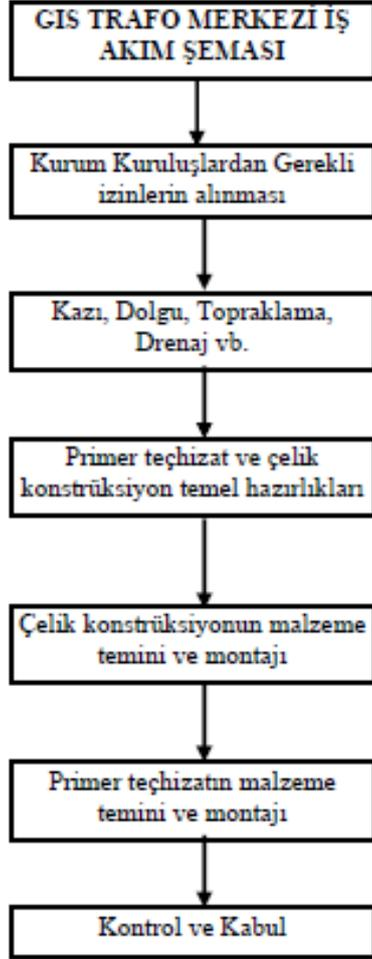 GIS TRAFO MERKEZİ İŞ
AKIM ŞEMASI
Kurum Kuruluşlardan Gerekli
izinlerin alınması
Kazı, Dolgu, Topraklama,
Drenaj vb.
Primer teçhizat ve çelik
konstrüksiyon temel hazırlıkları
Çelik konstrüksiyonun malzeme
temini ve montajı
Primer teçhizatın malzeme
temini ve montajı
Kontrol ve Kabul